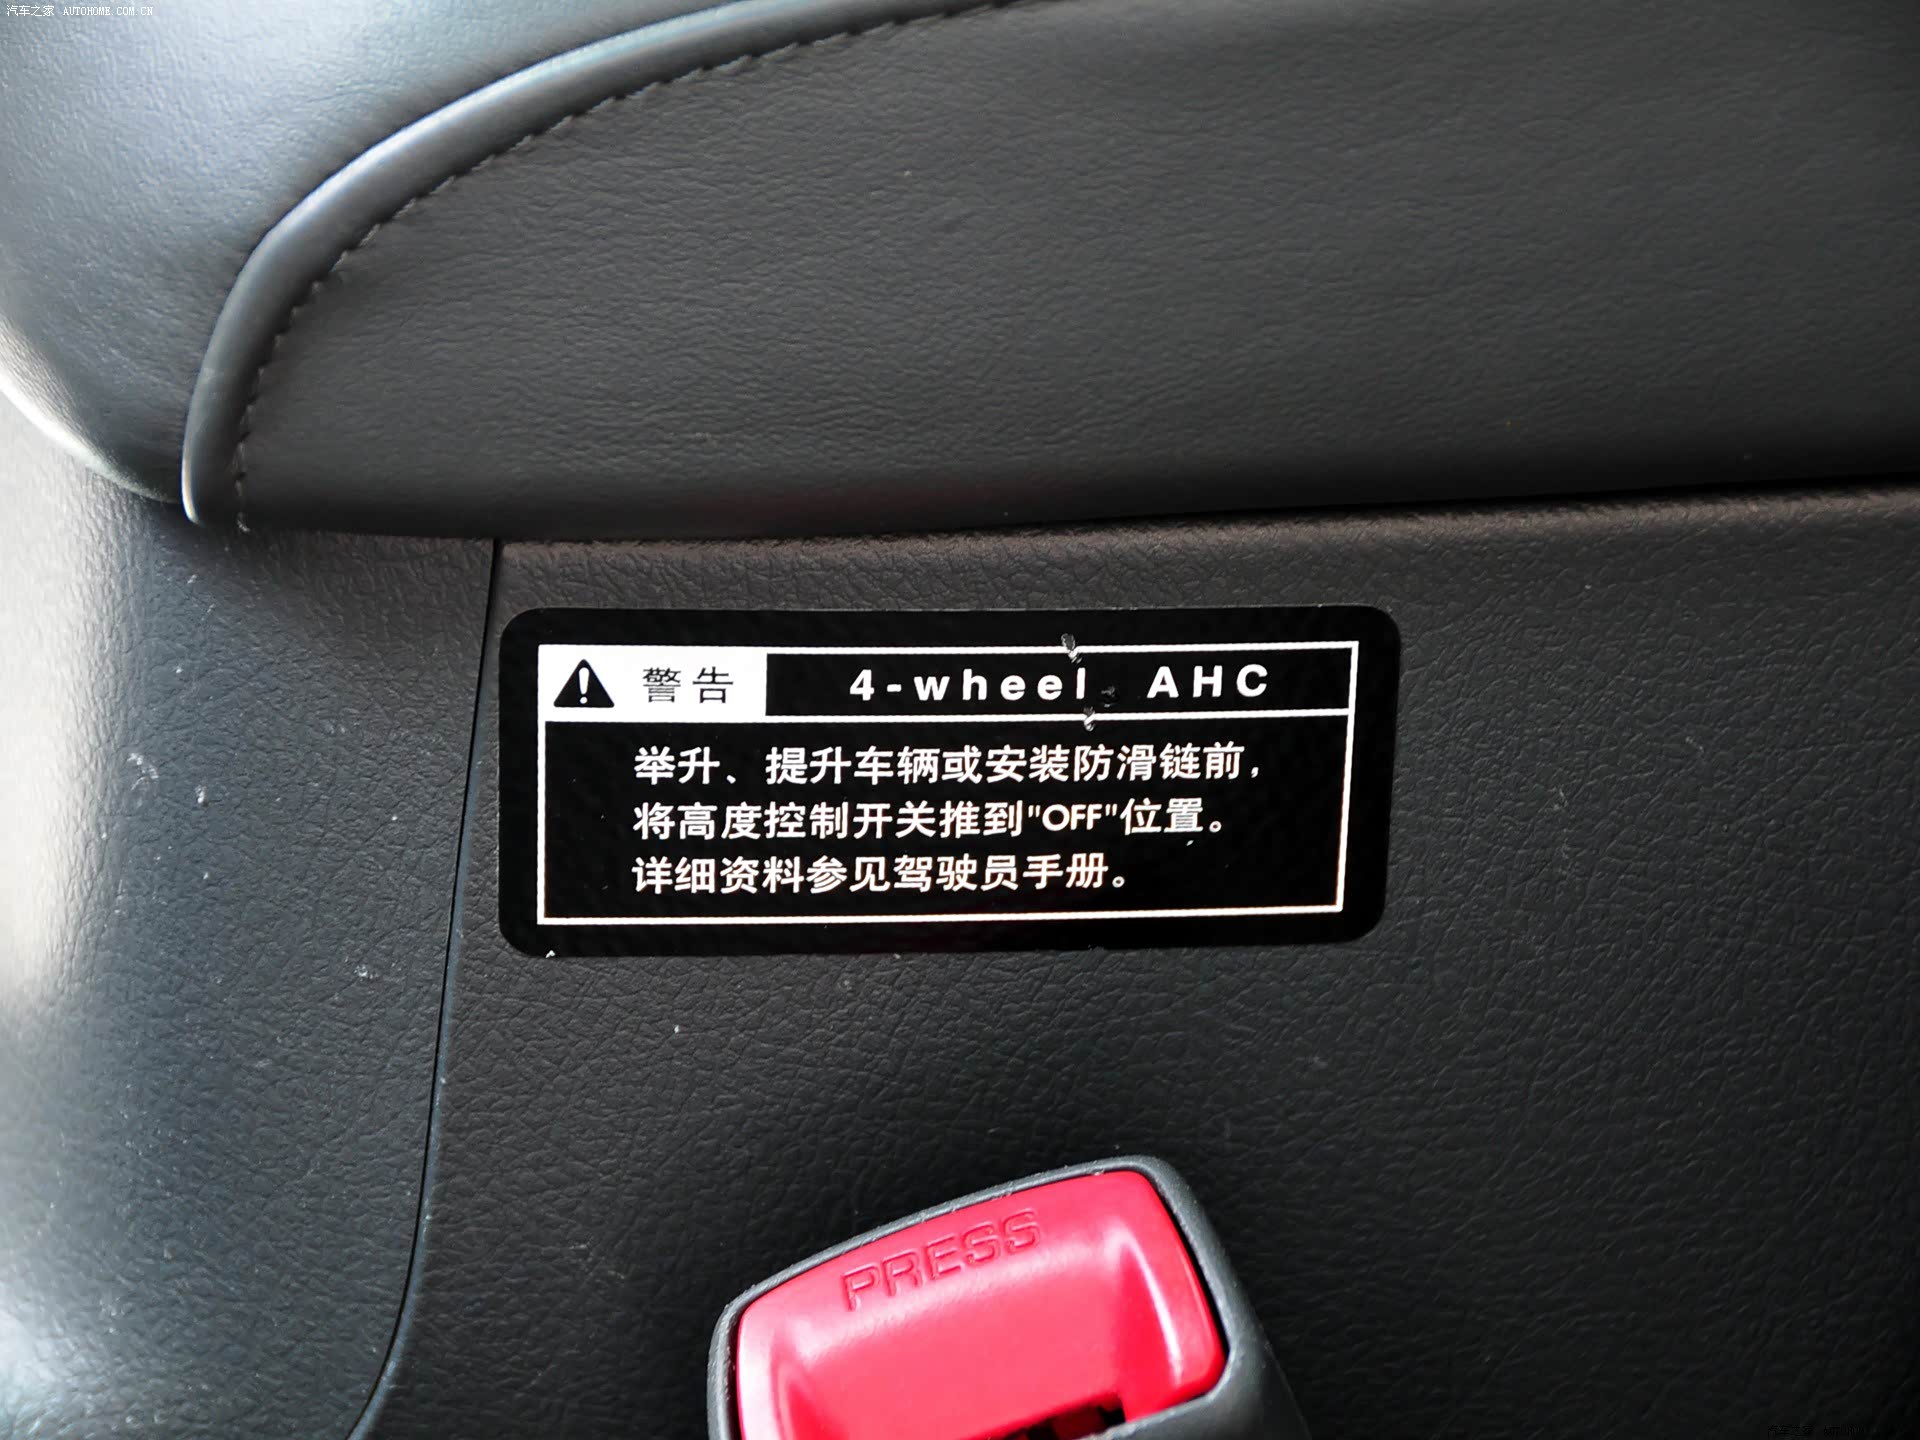 汽车之家 AUTOHOME.COM.CN
警告 4-wheel AHC
举升、提升车辆或安装防滑链前，
将高度控制开关推到"OFF"位置。
详细资料参见驾驶员手册。
PRESS